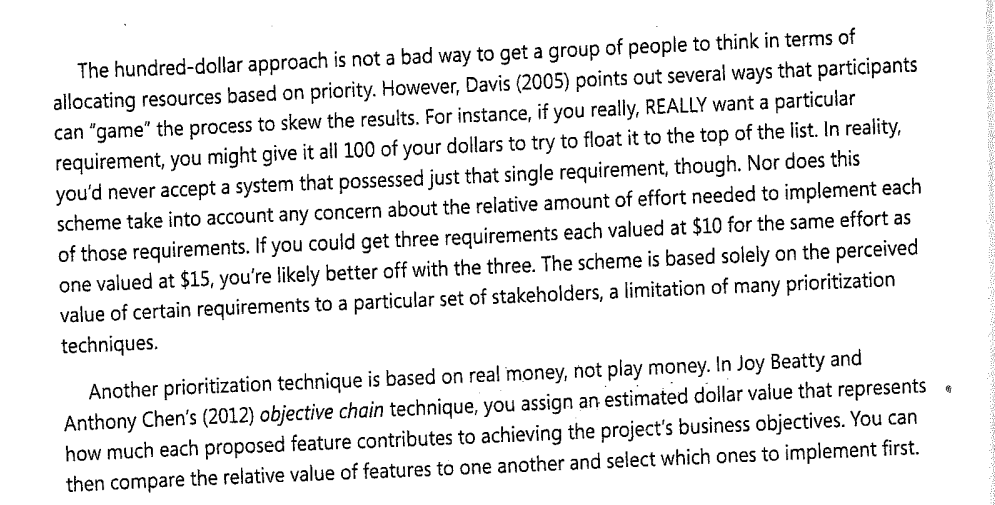 The hundred-dollar approach is not a bad way to get a group of people to think in terms of
allocating resources based on priority. However, Davis (2005) points out several ways that participants
can "game" the process to skew the results. For instance, if you really, REALLY want a particular
requirement, you might give it all 100 of your dollars to try to float it to the top of the list. In reality,
you'd never accept a system that possessed just that single requirement, though. Nor does this
scheme take into account any concern about the relative amount of effort needed to implement each
of those requirements. If you could get three requirements each valued at $10 for the same effort as
one valued at $15, you're likely better off with the three. The scheme is based solely on the perceived
value of certain requirements to a particular set of stakeholders, a limitation of many prioritization
techniques.
Another prioritization technique is based on real money, not play money. In Joy Beatty and
Anthony Chen's (2012) objective chain technique, you assign an estimated dollar value that represents
how much each proposed feature contributes to achieving the project's business objectives. You can
then compare the relative value of features to one another and select which ones to implement first.